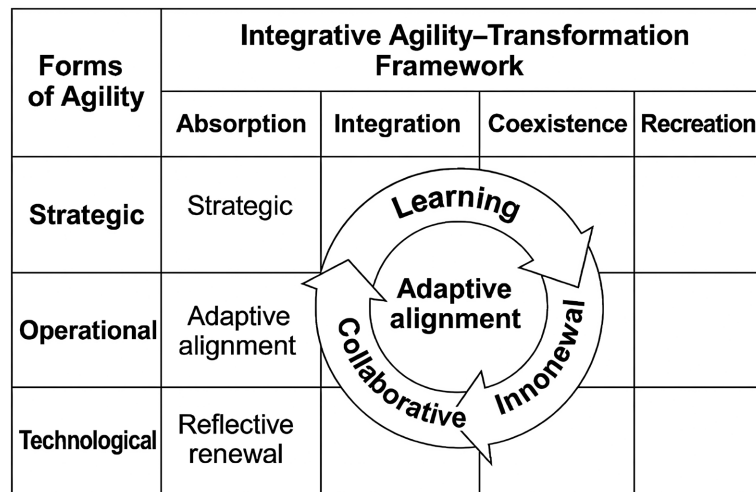 Forms
of Agility
Integrative Agility–Transformation
Framework
Absorption
Integration
Coexistence
Recreation
Strategic
Strategic
Operational
Adaptive
alignment
Technological
Reflective
renewal
Learning
Innonewal
Collaborative
Adaptive
alignment